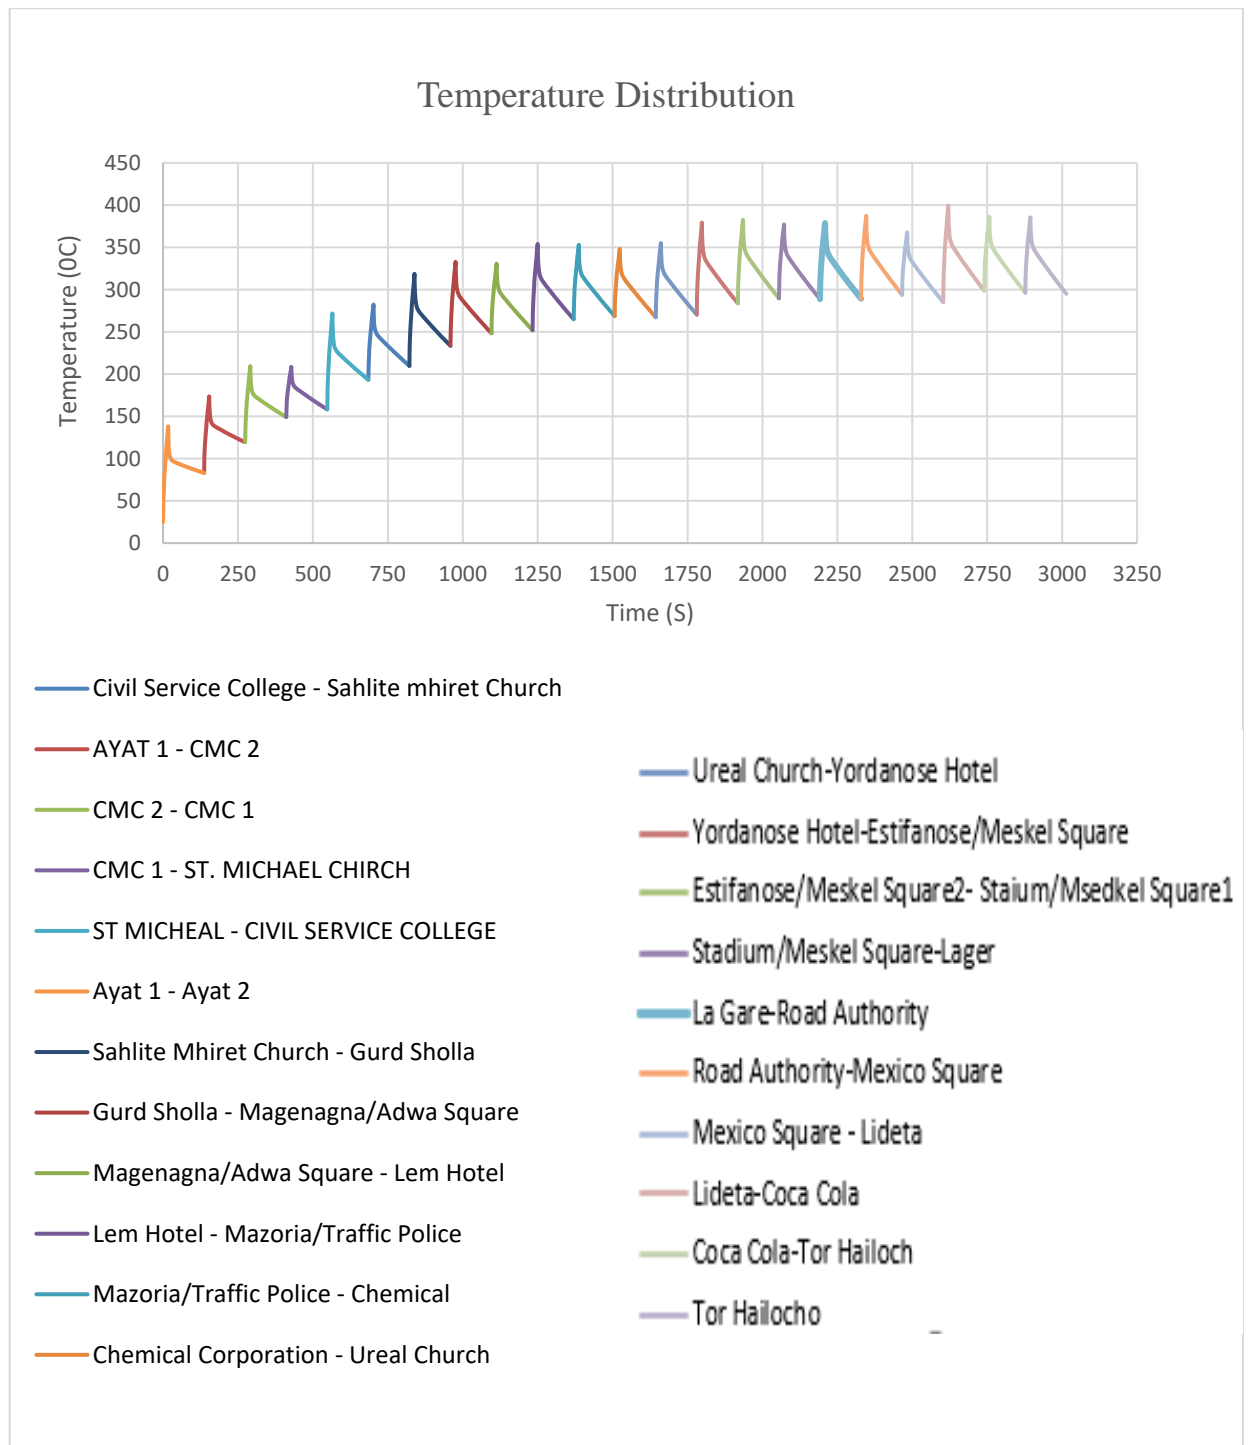 Temperature Distribution
450
400
350
300
250
200
150
100
50
0
Temperature (0C)
0 250 500 750 1000 1250 1500 1750 2000 2250 2500 2750 3000 3250
Time (S)
Civil Service College - Sahlite mhiret Church
AYAT 1 - CMC 2
CMC 2 - CMC 1
CMC 1 - ST. MICHAEL CHIRCH
ST MICHEAL - CIVIL SERVICE COLLEGE
Ayat 1 - Ayat 2
Sahlite Mhiret Church - Gurd Sholla
Gurd Sholla - Magenagna/Adwa Square
Magenagna/Adwa Square - Lem Hotel
Lem Hotel - Mazoria/Traffic Police
Mazoria/Traffic Police - Chemical
Chemical Corporation - Ureal Church
Ureal Church-Yordanose Hotel
Yordanose Hotel-Estifanose/Meskel Square
Estifanose/Meskel Square2- Staium/Msedkel Square1
Stadium/Meskel Square-Lager
La Gare-Road Authority
Road Authority-Mexico Square
Mexico Square - Lideta
Lideta-Coca Cola
Coca Cola-Tor Hailoch
Tor Hailocho